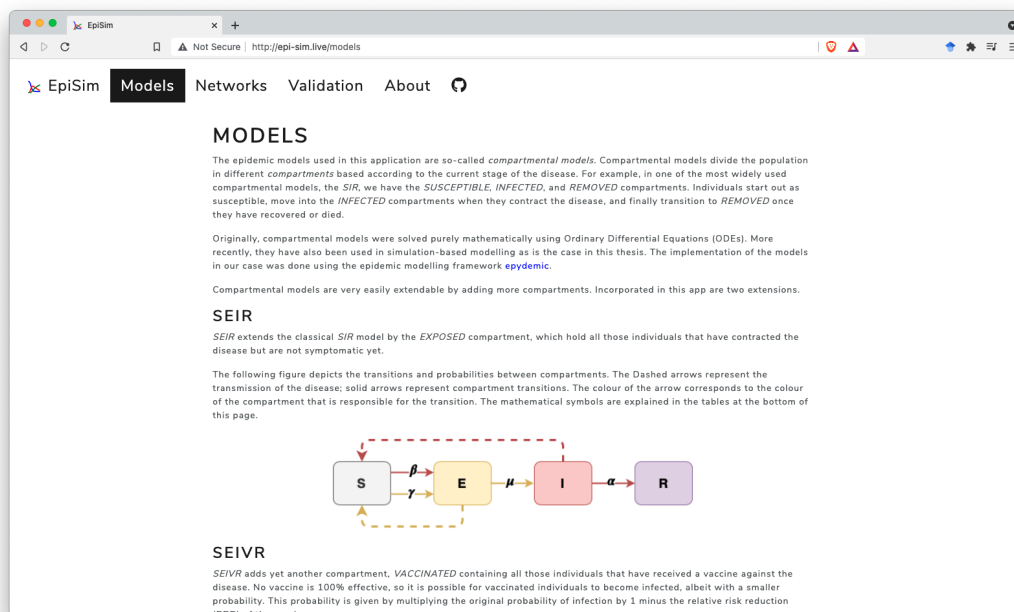 EpiSim
Not Secure http://epi-sim.live/models
EpiSim Models Networks Validation About
MODELS
The epidemic models used in this application are so-called compartmental models. Compartmental models divide the population
in different compartments based according to the current stage of the disease. For example, in one of the most widely used
compartmental models, the SIR, we have the SUSCEPTIBLE, INFECTED, and REMOVED compartments. Individuals start out as
susceptible, move into the INFECTED compartments when they contract the disease, and finally transition to REMOVED once
they have recovered or died.
Originally, compartmental models were solved purely mathematically using Ordinary Differential Equations (ODEs). More
recently, they have also been used in simulation-based modelling as is the case in this thesis. The implementation of the models
in our case was done using the epidemic modelling framework epydemic.
Compartmental models are very easily extendable by adding more compartments. Incorporated in this app are two extensions.
SEIR
SEIR extends the classical SIR model by the EXPOSED compartment, which hold all those individuals that have contracted the
disease but are not symptomatic yet.
The following figure depicts the transitions and probabilities between compartments. The Dashed arrows represent the
transmission of the disease; solid arrows represent compartment transitions. The colour of the arrow corresponds to the colour
of the compartment that is responsible for the transition. The mathematical symbols are explained in the tables at the bottom of
this page.
S β γ E μ I α R
SEIVR
SEIVR adds yet another compartment, VACCINATED containing all those individuals that have received a vaccine against the
disease. No vaccine is 100% effective, so it is possible for vaccinated individuals to become infected, albeit with a smaller
probability. This probability is given by multiplying the original probability of infection by 1 minus the relative risk reduction